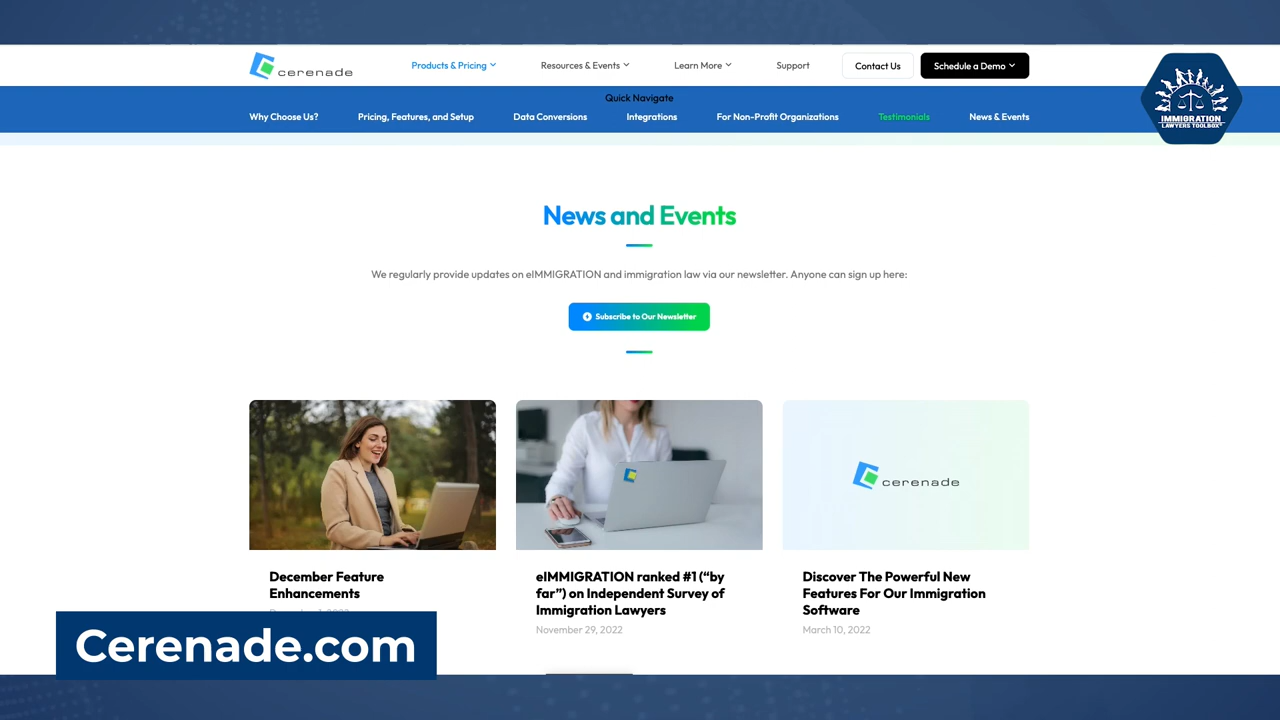 cerenade
Products & Pricing
Resources & Events
Learn More
Support
Contact Us
Schedule a Demo
Quick Navigate
Why Choose Us?
Pricing, Features, and Setup
Data Conversions
Integrations
For Non-Profit Organizations
Testimonials
News & Events
IMMIGRATION
LAWYERS TOOLBOX
News and Events
We regularly provide updates on eIMMIGRATION and immigration law via our newsletter. Anyone can sign up here:
Subscribe to Our Newsletter
cerenade
December Feature
Enhancements
eIMMIGRATION ranked #1 (“by
far”) on Independent Survey of
Immigration Lawyers
November 29, 2022
Discover The Powerful New
Features For Our Immigration
Software
March 10, 2022
Cerenade.com